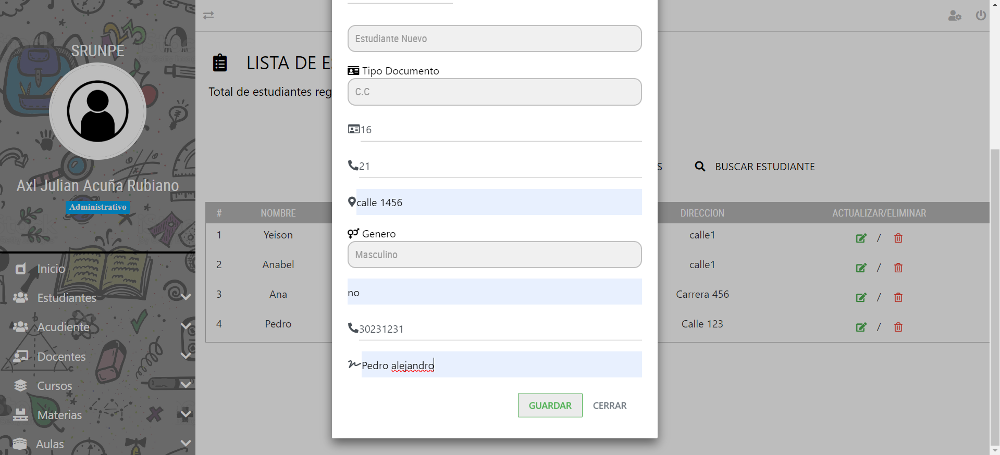 SRUNPE
Axl Julian Acuña Rubiano
Administrativo
Inicio
Estudiantes
Acudiente
Docentes
Cursos
Materias
Aulas
LISTA DE E
Total de estudiantes reg
S
BUSCAR ESTUDIANTE
# NOMBRE DIRECCION ACTUALIZAR/ELIMINAR
1 Yeison calle1 /
2 Anabel calle1 /
3 Ana Carrera 456 /
4 Pedro Calle 123 /
Estudiante Nuevo
Tipo Documento
C.C
16
21
calle 1456
Genero
Masculino
no
30231231
Pedro alejandro
GUARDAR CERRAR